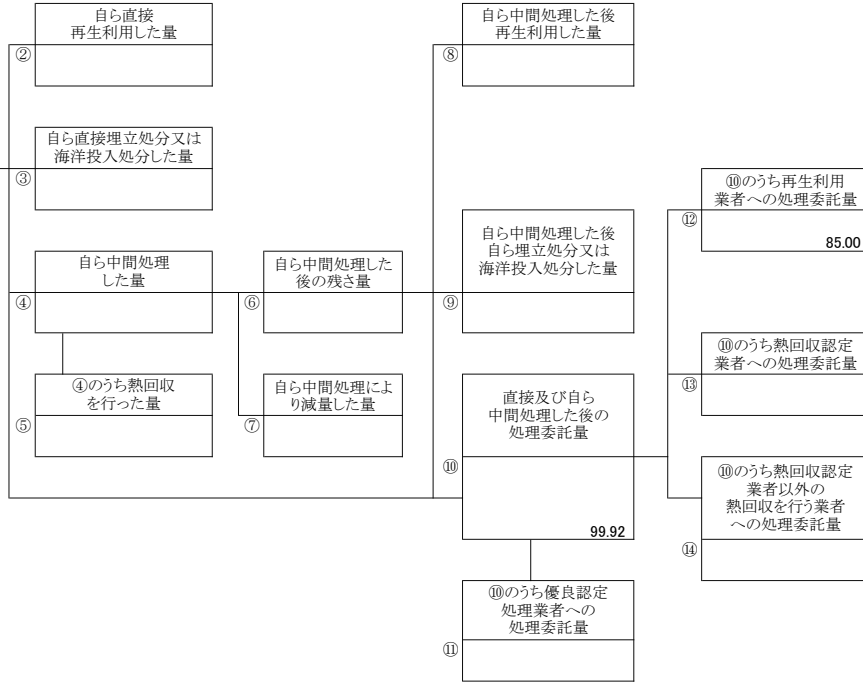 自ら直接
再生利用した量
②
自ら直接埋立処分又は
海洋投入処分した量
③
自ら中間処理
した量
④
④のうち熱回収
を行った量
⑤
自ら中間処理した
後の残さ量
⑥
自ら中間処理によ
り減量した量
⑦
自ら中間処理した後
再生利用した量
⑧
自ら中間処理した後
自ら埋立処分又は
海洋投入処分した量
⑨
直接及び自ら
中間処理した後の
処理委託量
⑩
99.92
⑩のうち優良認定
処理業者への
処理委託量
⑪
⑩のうち再生利用
業者への処理委託量
⑫
85.00
⑩のうち熱回収認定
業者への処理委託量
⑬
⑩のうち熱回収認定
業者以外の
熱回収を行う業者
への処理委託量
⑭